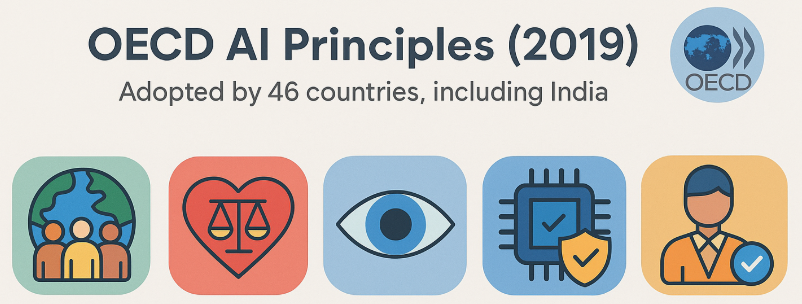 OECD AI Principles (2019)
Adopted by 46 countries, including India
OECD